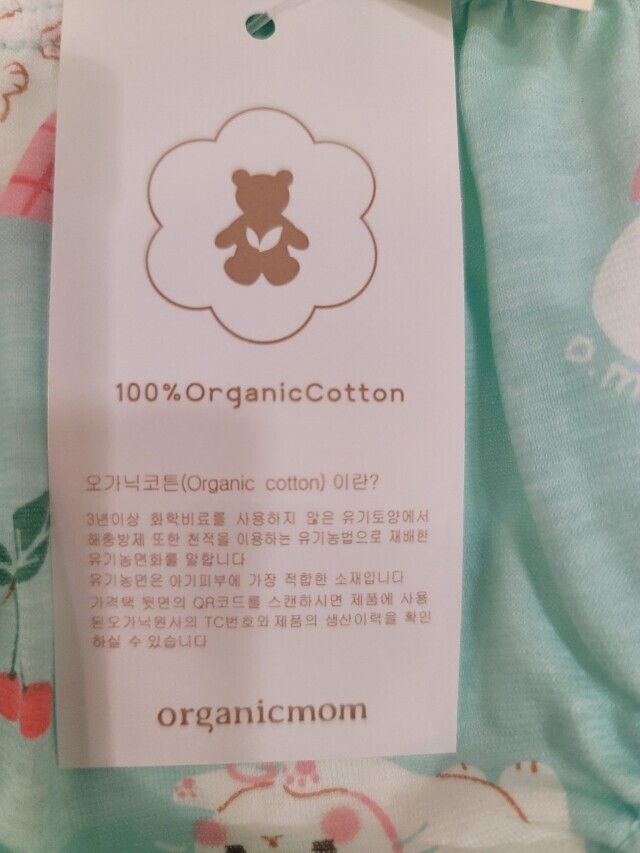 100%OrganicCotton
오가닉코튼(Organic cotton) 이란?
3년이상 화학비료를 사용하지 않은 유기토양에서
해충방제 또한 천적을 이용하는 유기농법으로 재배한
유기농면화를 말합니다
유기농면은 아기피부에 가장 적합한 소재입니다
가격택 뒷면의 QR코드를 스캔하시면 제품에 사용
된오가닉원사의 TC번호와 제품의 생산이력을 확인
하실 수 있습니다
organicmom
o.m